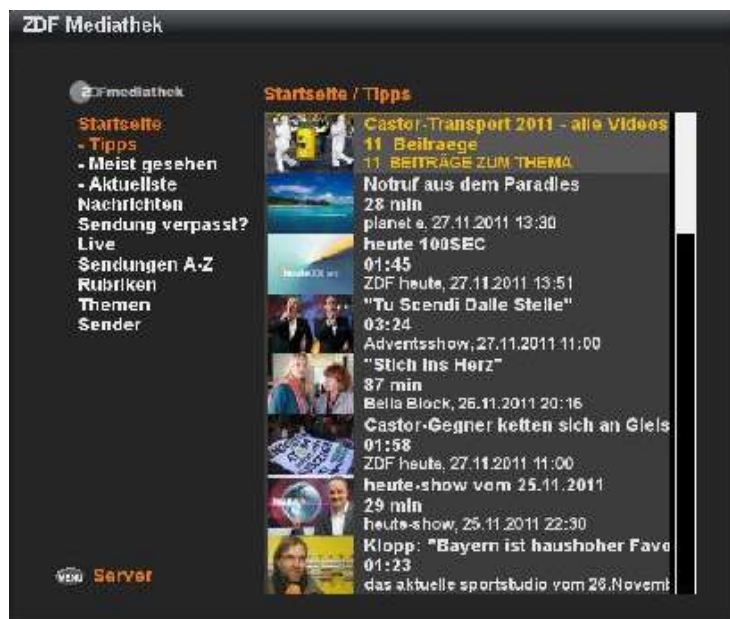 ZDF Mediathek
ZDFmediathek
Startseite / Tipps
Startseite
- Tipps
- Meist gesehen
- Aktuellste
Nachrichten
Sendung verpasst?
Live
Sendungen A-Z
Rubriken
Themen
Sender
Castor-Transport 2011 - alle Videos
11 Beitraege
11 BEITRÄGE ZUM THEMA
Notruf aus dem Paradies
28 min
planet e, 27.11.2011 13:30
heute 100SEC
01:45
ZDF heute, 27.11.2011 13:51
"Tu Scendi Dalle Stelle"
03:24
Adventsshow, 27.11.2011 11:00
"Stich ins Herz"
87 min
Bella Block, 26.11.2011 20:16
Castor-Gegner ketten sich an Gleis
01:58
ZDF heute, 27.11.2011 11:00
heute-show vom 25.11.2011
29 min
heute-show, 25.11.2011 22:30
Klopp: "Bayern ist haushoher Favo
01:23
das aktuelle sportstudio vom 26.Novemb
MENU Server